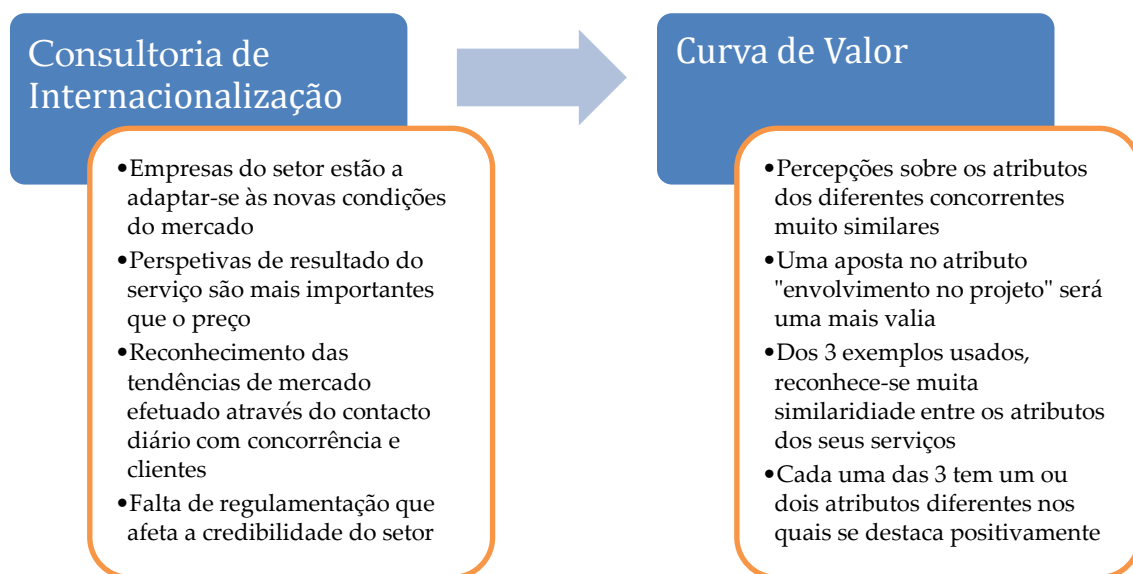 Consultoria de
Internacionalização
•Empresas do setor estão a
adaptar-se às novas condições
do mercado
•Perspetivas de resultado do
serviço são mais importantes
que o preço
•Reconhecimento das
tendências de mercado
efetuado através do contacto
diário com concorrência e
clientes
•Falta de regulamentação que
afeta a credibilidade do setor
Curva de Valor
•Percepções sobre os atributos
dos diferentes concorrentes
muito similares
•Uma aposta no atributo
"envolvimento no projeto" será
uma mais valia
•Dos 3 exemplos usados,
reconhece-se muita
similaridiade entre os atributos
dos seus serviços
•Cada uma das 3 tem um ou
dois atributos diferentes nos
quais se destaca positivamente